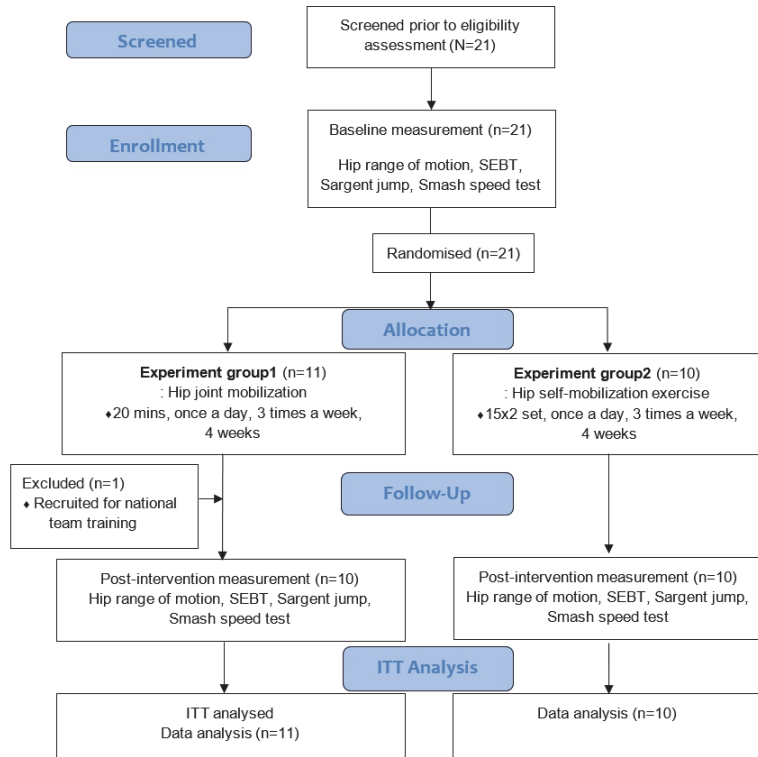 Screened
Screened prior to eligibility
assessment (N=21)
Enrollment
Baseline measurement (n=21)
Hip range of motion, SEBT,
Sargent jump, Smash speed test
Randomised (n=21)
Allocation
Experiment group1 (n=11)
: Hip joint mobilization
♦20 mins, once a day, 3 times a week,
4 weeks
Experiment group2 (n=10)
: Hip self-mobilization exercise
♦15x2 set, once a day, 3 times a week,
4 weeks
Excluded (n=1)
♦ Recruited for national
team training
Follow-Up
Post-intervention measurement (n=10)
Hip range of motion, SEBT, Sargent jump,
Smash speed test
Post-intervention measurement (n=10)
Hip range of motion, SEBT, Sargent jump,
Smash speed test
ITT Analysis
ITT analysed
Data analysis (n=11)
Data analysis (n=10)